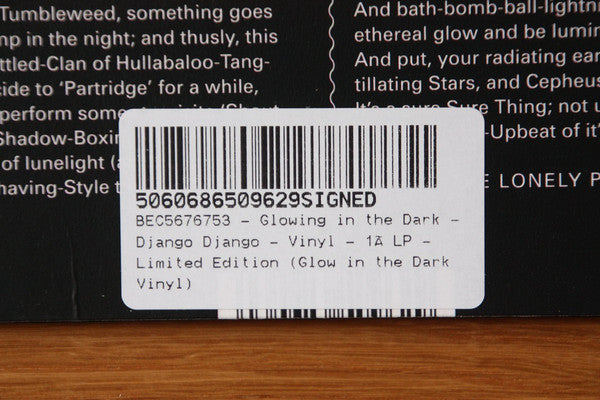 Tumbleweed, something goes
mp in the night; and thusly, this
ttled-Clan of Hullabaloo-Tang-
cide to ‘Partridge’ for a while,
perform some
Shadow-Boxin
of lunelight (a
having-Style t
And bath-bomb-ball-lightn
ethereal glow and be lumin
And put, your radiating ear
tillating Stars, and Cepheus
It’s a sure Sure Thing; not u
-Upbeat of it’
E LONELY P
5060686509629SIGNED
BEC5676753 - Glowing in the Dark -
Django Django - Vinyl - 1Ã LP -
Limited Edition (Glow in the Dark
Vinyl)